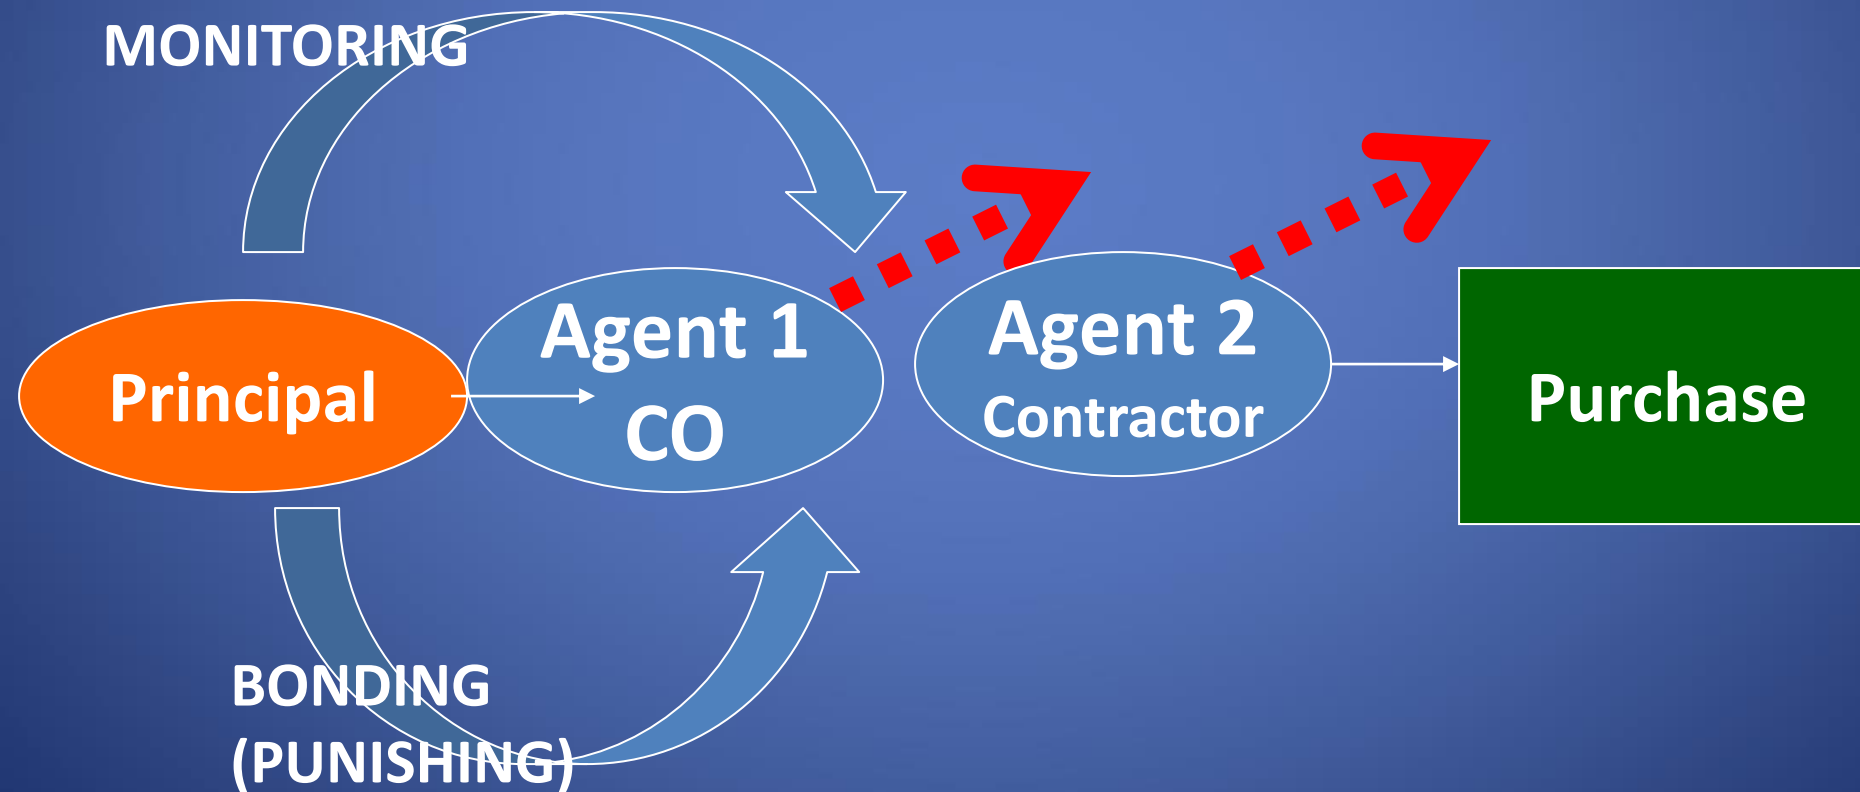 MONITORING
Principal
Agent 1
CO
Agent 2
Contractor
Purchase
BONDING
(PUNISHING)